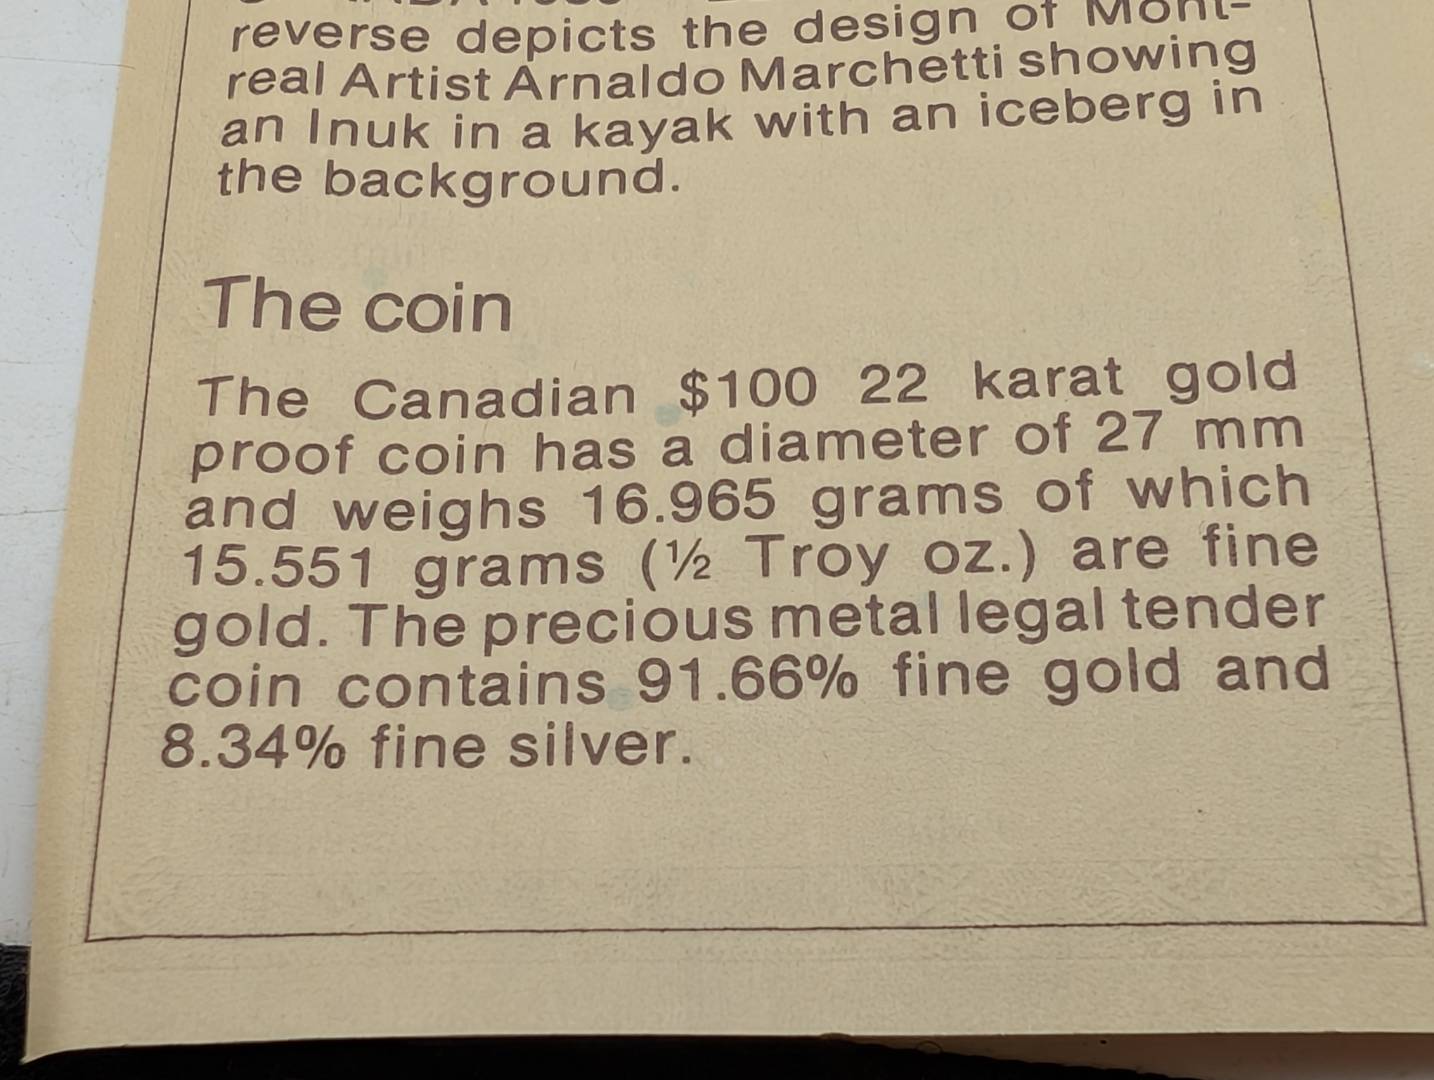 reverse depicts the design of Mont-
real Artist Arnaldo Marchetti showing
an Inuk in a kayak with an iceberg in
the background.
The coin
The Canadian $100 22 karat gold
proof coin has a diameter of 27 mm
and weighs 16.965 grams of which
15.551 grams (½ Troy oz.) are fine
gold. The precious metal legal tender
coin contains 91.66% fine gold and
8.34% fine silver.